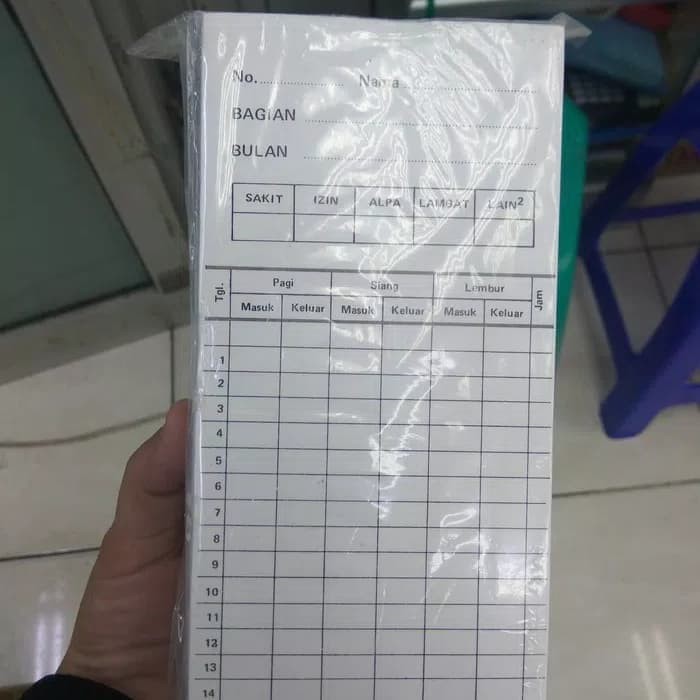 No. .................. Nama ..............................
BAGIAN ..................................................
BULAN ..................................................
SAKIT IZIN ALPA LAMBAT LAIN2
Tgl. Pagi Siang Lembur Jam
Masuk Keluar Masuk Keluar Masuk Keluar
1
2
3
4
5
6
7
8
9
10
11
12
13
14